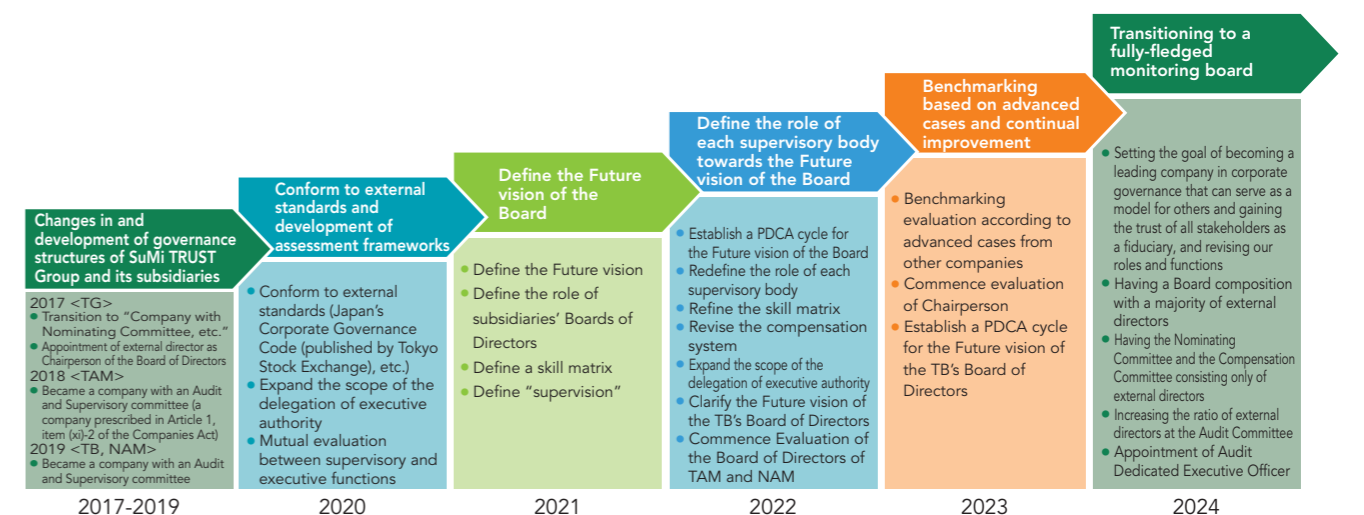 Changes in and
development of governance
structures of SuMi TRUST
Group and its subsidiaries
2017 <TG>
● Transition to “Company with
Nominating Committee, etc.”
● Appointment of external director as
Chairperson of the Board of Directors
2018 <TAM>
● Became a company with an Audit
and Supervisory committee (a
company prescribed in Article 1,
item (xi)-2 of the Companies Act)
2019 <TB, NAM>
● Became a company with an Audit
and Supervisory committee
2017-2019
Conform to external
standards and
development of
assessment frameworks
● Conform to external
standards (Japan’s
Corporate Governance
Code (published by Tokyo
Stock Exchange), etc.)
● Expand the scope of the
delegation of executive
authority
● Mutual evaluation
between supervisory and
executive functions
2020
Define the Future
vision of the
Board
● Define the Future vision
● Define the role of
subsidiaries’ Boards of
Directors
● Define a skill matrix
● Define “supervision”
2021
Define the role of
each supervisory body
towards the Future
vision of the Board
● Establish a PDCA cycle for
the Future vision of the Board
● Redefine the role of each
supervisory body
● Refine the skill matrix
● Revise the compensation
system
● Expand the scope of the
delegation of executive authority
● Clarify the Future vision of
the TB’s Board of Directors
● Commence Evaluation of
the Board of Directors of
TAM and NAM
2022
Benchmarking
based on advanced
cases and continual
improvement
● Benchmarking
evaluation according to
advanced cases from
other companies
● Commence evaluation
of Chairperson
● Establish a PDCA cycle
for the Future vision of
the TB’s Board of
Directors
2023
Transitioning to a
fully-fledged
monitoring board
● Setting the goal of becoming a
leading company in corporate
governance that can serve as a
model for others and gaining
the trust of all stakeholders as
a fiduciary, and revising our
roles and functions
● Having a Board composition
with a majority of external
directors
● Having the Nominating
Committee and the Compensation
Committee consisting only of
external directors
● Increasing the ratio of external
directors at the Audit Committee
● Appointment of Audit
Dedicated Executive Officer
2024